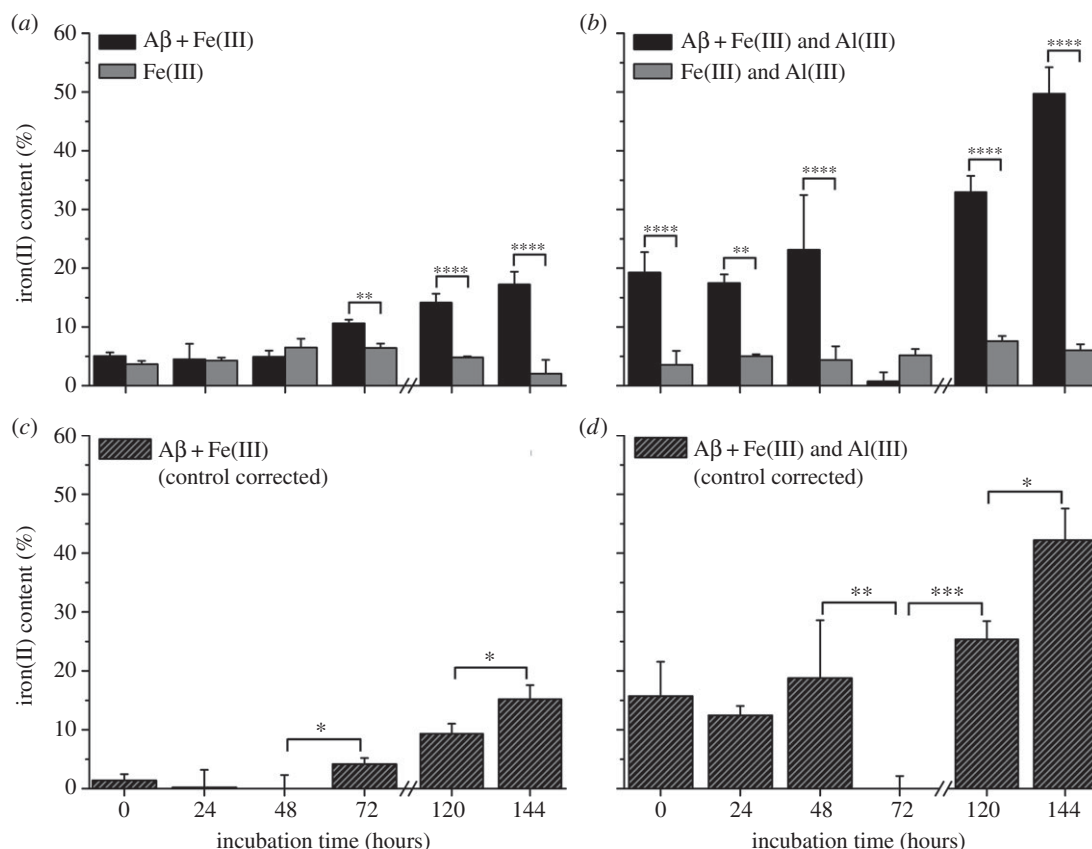 (a)
60
50
40
30
20
10
0
iron(II) content (%)
Aβ + Fe(III)
Fe(III)
**
****
****
(b)
Aβ + Fe(III) and Al(III)
Fe(III) and Al(III)
****
**
****
****
****
(c)
60
50
40
30
20
10
0
iron(II) content (%)
Aβ + Fe(III)
(control corrected)
*
*
0 24 48 72 120 144
incubation time (hours)
(d)
Aβ + Fe(III) and Al(III)
(control corrected)
**
***
*
0 24 48 72 120 144
incubation time (hours)